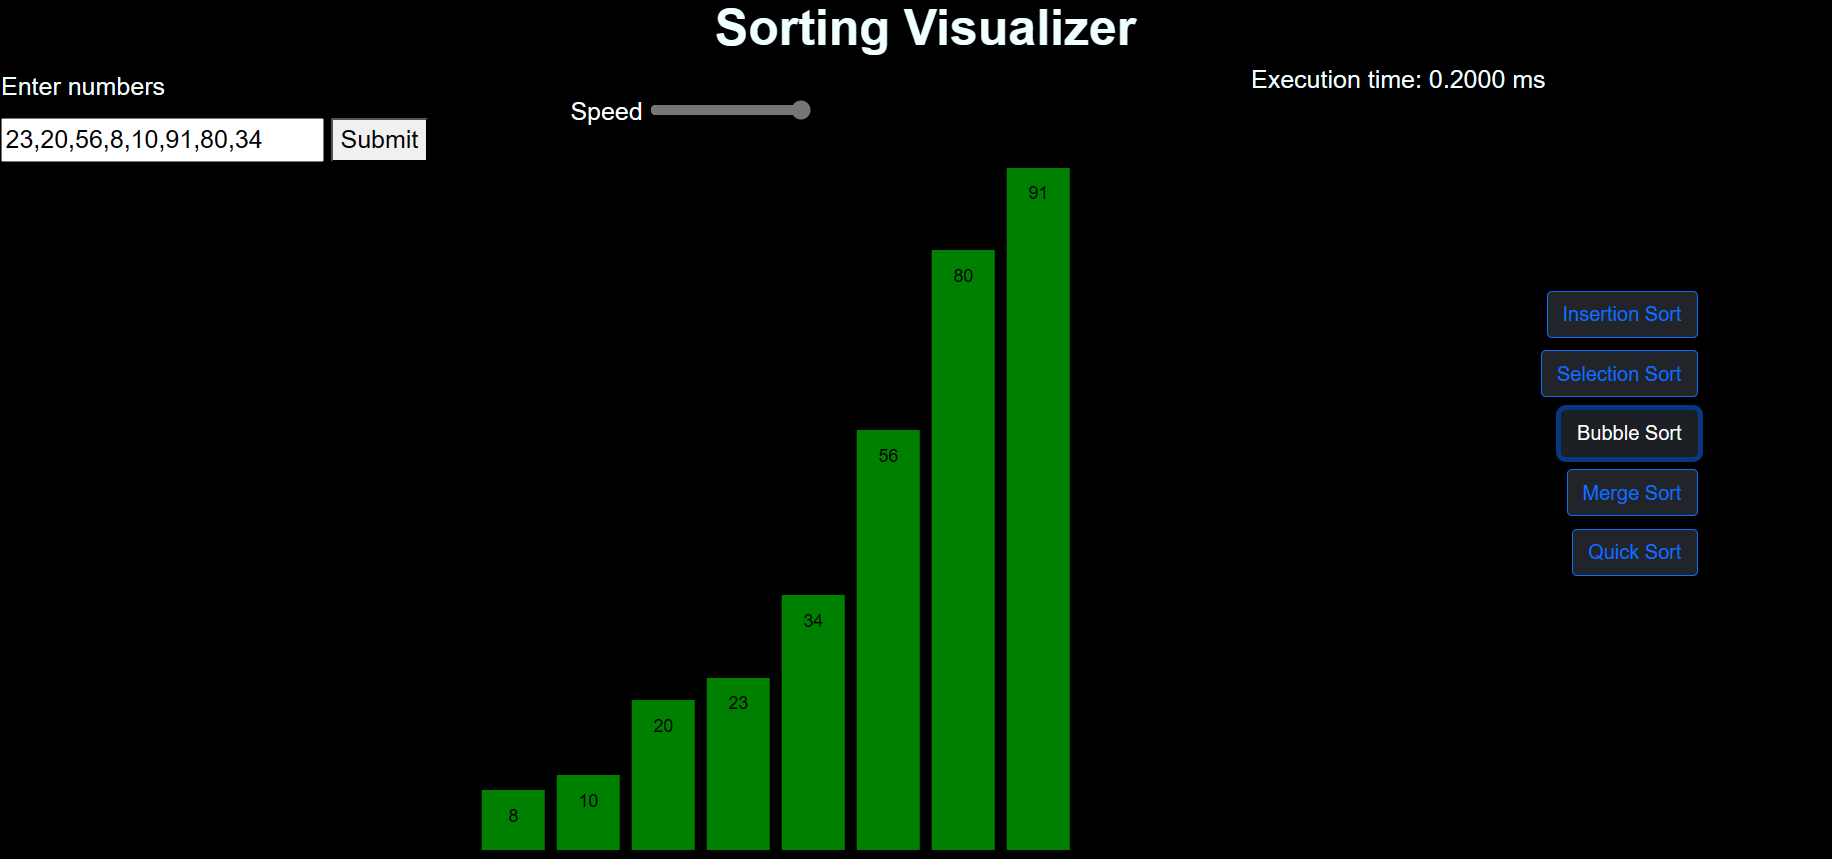 Sorting Visualizer
Enter numbers
23,20,56,8,10,91,80,34
Submit
Speed
Execution time: 0.2000 ms
8
10
20
23
34
56
80
91
Insertion Sort
Selection Sort
Bubble Sort
Merge Sort
Quick Sort